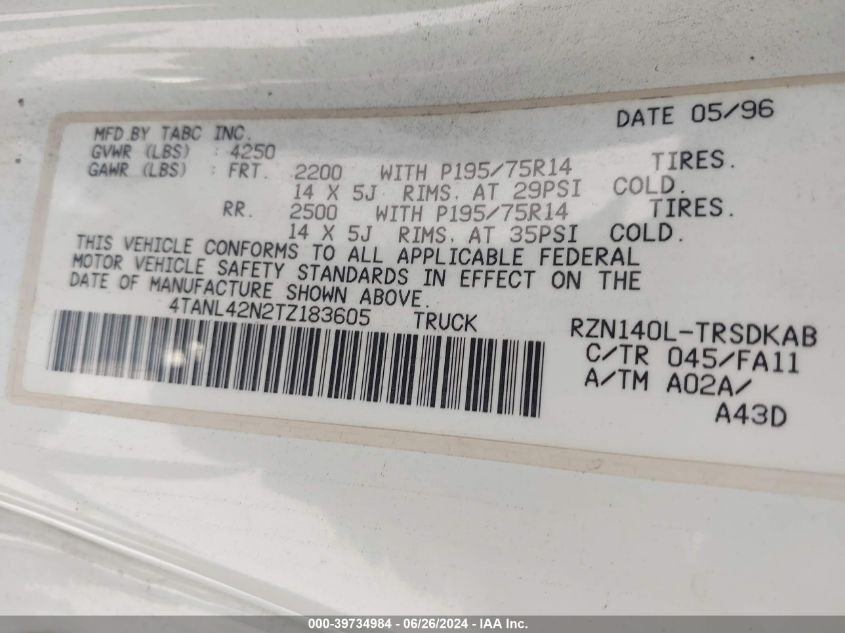 DATE 05/96
MFD.BY TABC INC.
GVWR (LBS) : 4250
GAWR (LBS) : FRT. 2200 WITH P195/75R14 TIRES.
14 X 5J RIMS. AT 29PSI COLD.
RR. 2500 WITH P195/75R14 TIRES.
14 X 5J RIMS. AT 35PSI COLD.
THIS VEHICLE CONFORMS TO ALL APPLICABLE FEDERAL
MOTOR VEHICLE SAFETY STANDARDS IN EFFECT ON THE
DATE OF MANUFACTURE SHOWN ABOVE.
4TANL42N2TZ183605 TRUCK RZN140L-TRSDKAB
C/TR 045/FA11
A/TM A02A/
A43D
000-39734984 / 06/26/2024 / IAA Inc.